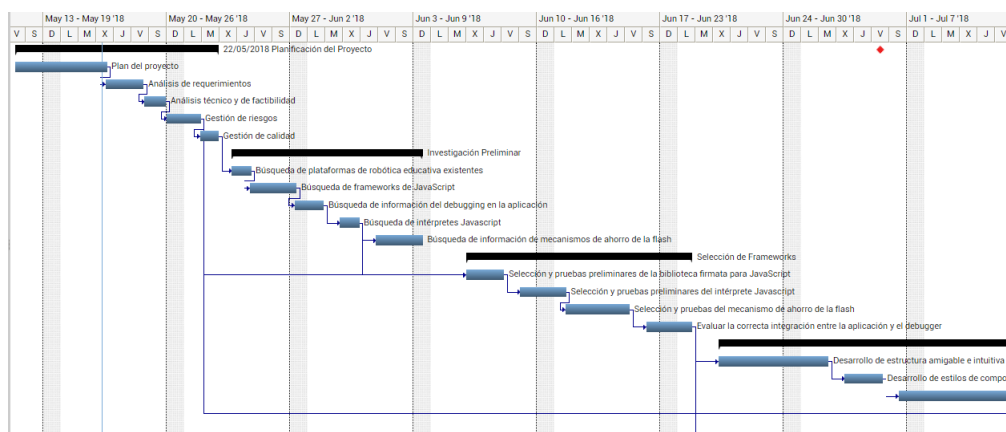 May 13 - May 19 '18 May 20 - May 26 '18 May 27 - Jun 2 '18 Jun 3 - Jun 9 '18 Jun 10 - Jun 16 '18 Jun 17 - Jun 23 '18 Jun 24 - Jun 30 '18 Jul 1 - Jul 7 '18
V S D L M X J V S D L M X J V S D L M X J V S D L M X J V S D L M X J V S D L M X J V S D L M X J V S D L M X J V
22/05/2018 Planificación del Proyecto
Plan del proyecto
Análisis de requerimientos
Análisis técnico y de factibilidad
Gestión de riesgos
Gestión de calidad
Investigación Preliminar
Búsqueda de plataformas de robótica educativa existentes
Búsqueda de frameworks de JavaScript
Búsqueda de información del debugging en la aplicación
Búsqueda de intérpretes Javascript
Búsqueda de información de mecanismos de ahorro de la flash
Selección de Frameworks
Selección y pruebas preliminares de la biblioteca firmata para JavaScript
Selección y pruebas preliminares del intérprete Javascript
Selección y pruebas del mecanismo de ahorro de la flash
Evaluar la correcta integración entre la aplicación y el debugger
Desarrollo de estructura amigable e intuitiva
Desarrollo de estilos de compo